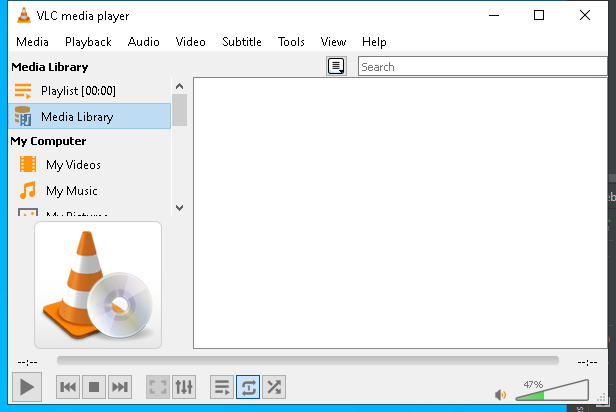 VLC media player
Media Playback Audio Video Subtitle Tools View Help
Media Library
Search
Playlist [00:00]
Media Library
My Computer
My Videos
My Music
My Pictures
--:--
--:--
47%